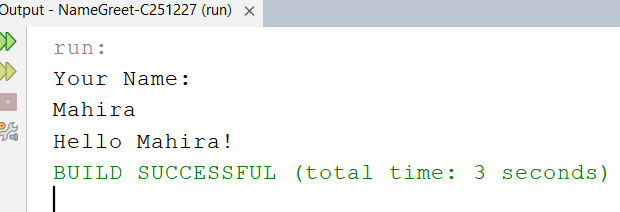 Output - NameGreet-C251227 (run) ×
run:
Your Name:
Mahira
Hello Mahira!
BUILD SUCCESSFUL (total time: 3 seconds)